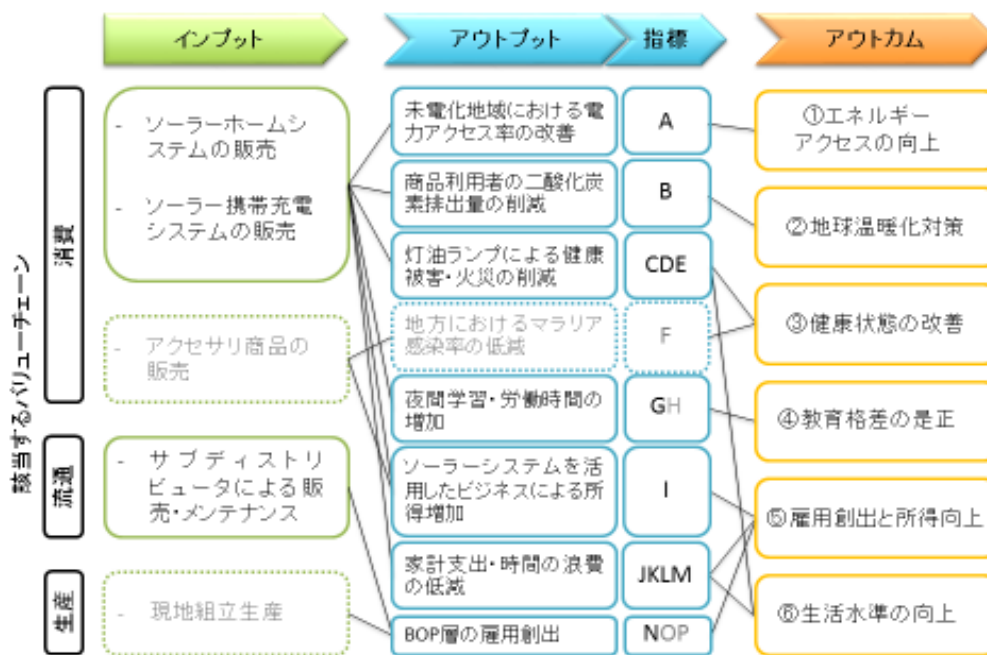 インプット
アウトプット
指標
アウトカム
該当するバリューチェーン
消費
流通
生産
- ソーラーホームシ
ステムの販売
- ソーラー携帯充電
システムの販売
- アクセサリ商品の
販売
- サブディストリ
ビュータによる販
売・メンテナンス
- 現地組立生産
未電化地域における電
力アクセス率の改善
A
商品利用者の二酸化炭
素排出量の削減
B
灯油ランプによる健康
被害・火災の削減
CDE
地方におけるマラリア
感染率の低減
F
夜間学習・労働時間の
増加
GH
ソーラーシステムを活
用したビジネスによる所
得増加
I
家計支出・時間の浪費
の低減
JKLM
BOP層の雇用創出
NOP
①エネルギー
アクセスの向上
②地球温暖化対策
③健康状態の改善
④教育格差の是正
⑤雇用創出と所得向上
⑥生活水準の向上